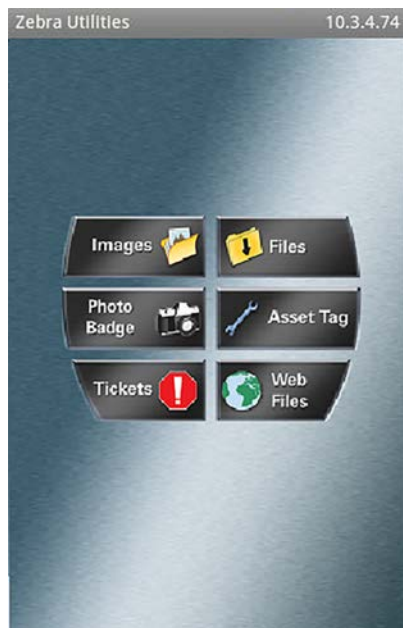 Zebra Utilities 10.3.4.74
Images Files
Photo
Badge
Asset Tag
Tickets
Web
Files